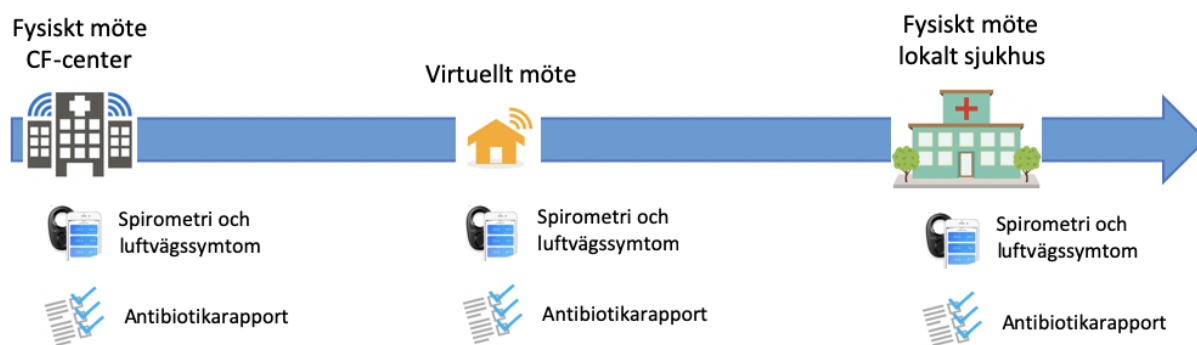 Fysiskt möte
CF-center
Virtuellt möte
Fysiskt möte
lokalt sjukhus
Spirometri och
luftvägssymtom
Spirometri och
luftvägssymtom
Spirometri och
luftvägssymtom
Antibiotikarapport
Antibiotikarapport
Antibiotikarapport